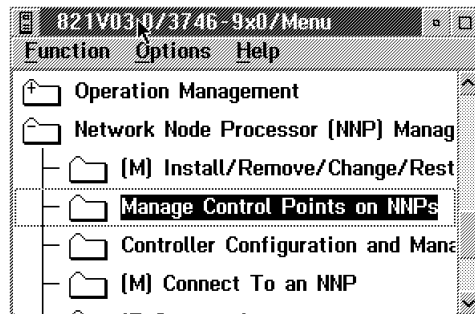 821V03.0/3746-9x0/Menu
Function Options Help
Operation Management
Network Node Processor (NNP) Manag
(M) Install/Remove/Change/Rest
Manage Control Points on NNPs
Controller Configuration and Mana
(M) Connect To an NNP